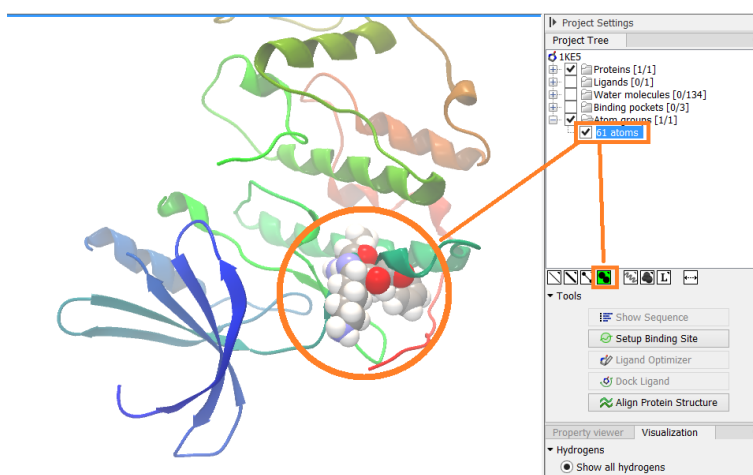 Project Settings
Project Tree
1KE5
Proteins [1/1]
Ligands [0/1]
Water molecules [0/134]
Binding pockets [0/3]
Atom groups [1/1]
61 atoms
L
Tools
Show Sequence
Setup Binding Site
Ligand Optimizer
Dock Ligand
Align Protein Structure
Property viewer Visualization
Hydrogens
Show all hydrogens